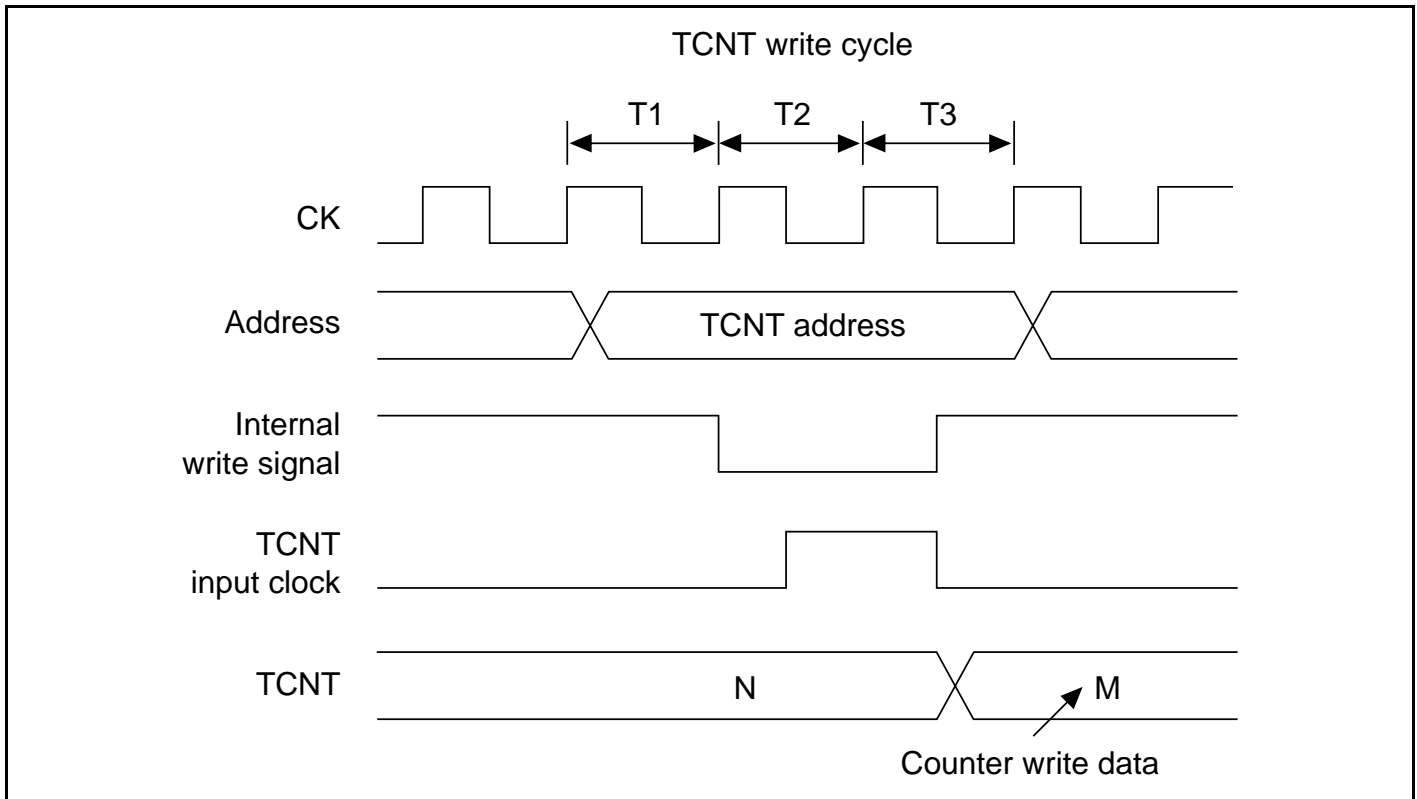 TCNT write cycle
T1 T2 T3
CK
Address
TCNT address
Internal
write signal
TCNT
input clock
TCNT
N
M
Counter write data